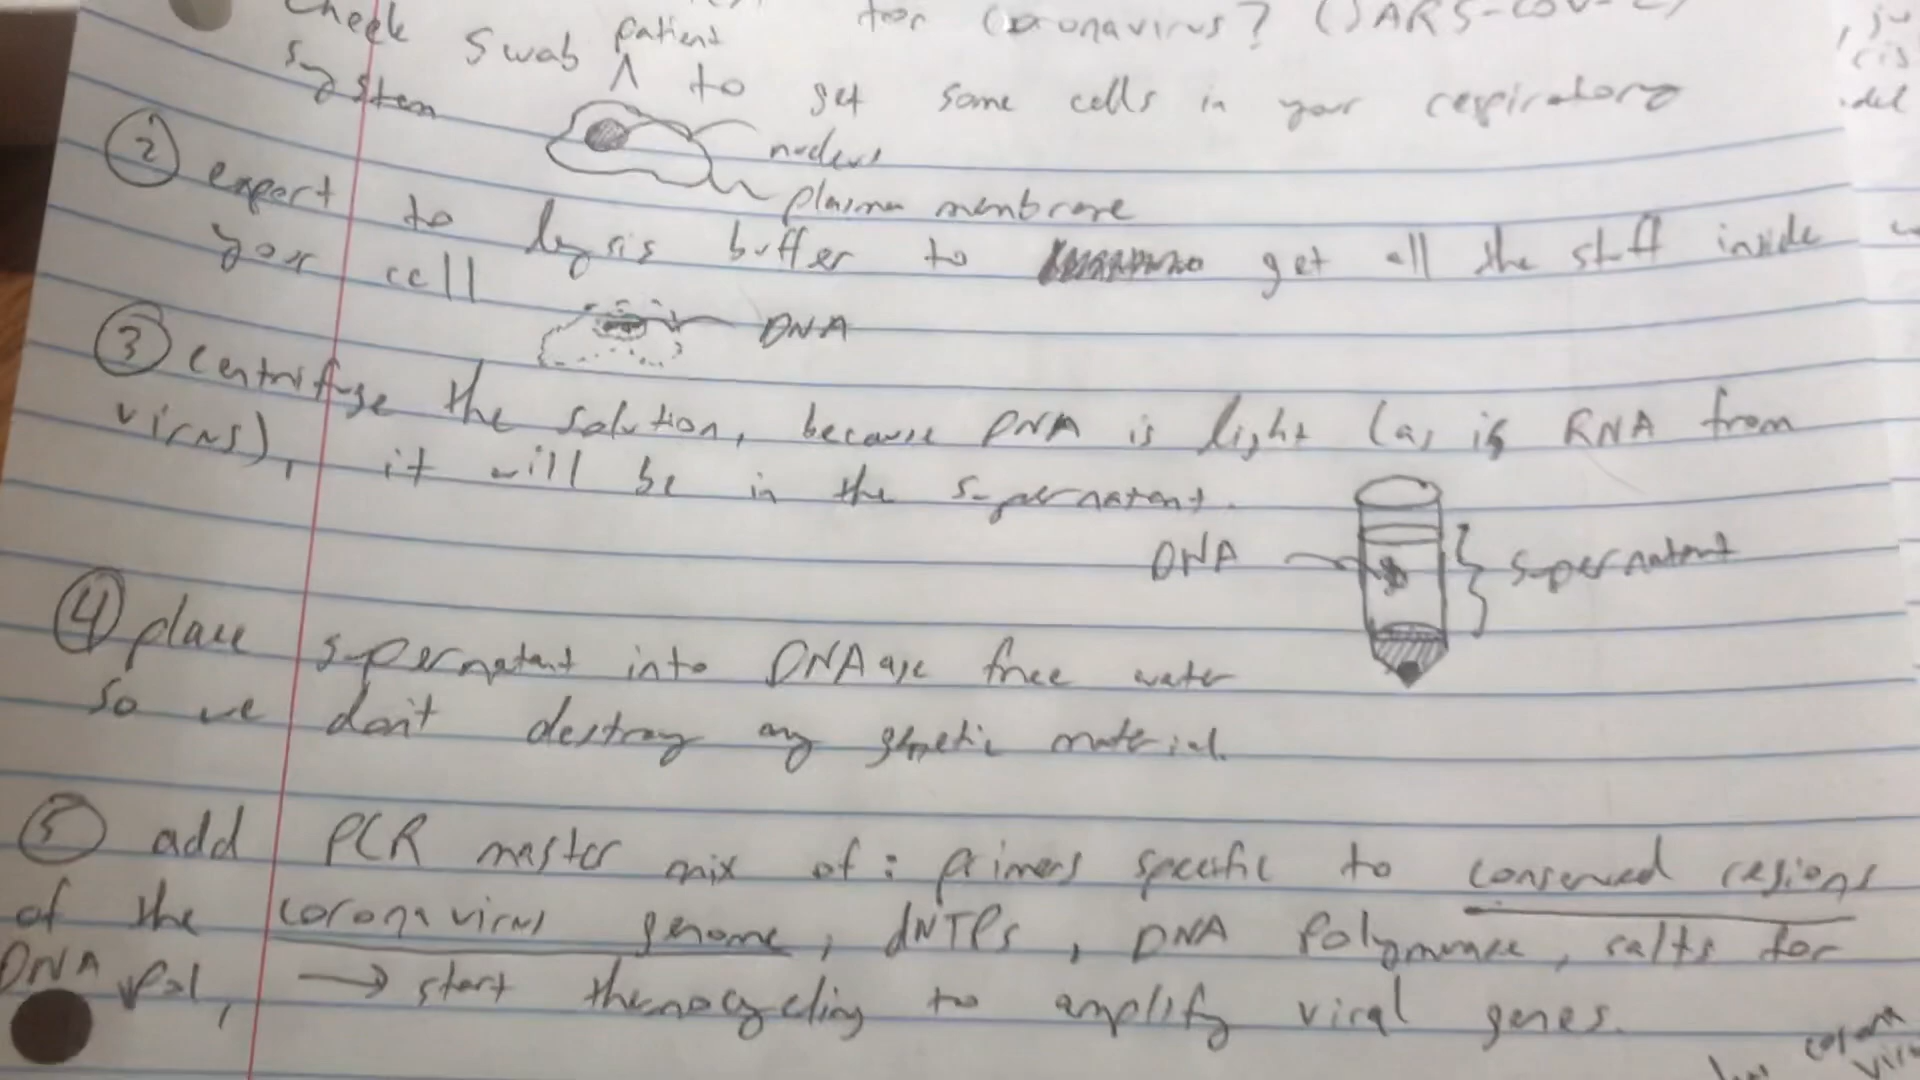 check for coronavirus? (SARS-COV-2)
swab patient ^ to get some cells in your respiratory
system
nucleus
plasma membrane
② export to lysis buffer to get all the stuff inside
your cell
DNA
③ centrifuge the solution, because DNA is light (as is RNA from
virus), it will be in the supernatant.
DNA
supernatant
④ place supernatant into DNAase free water
so we don't destroy any genetic material.
⑤ add PCR master mix of: primers specific to conserved regions
of the coronavirus genome, dNTPs, DNA Polymerase, salts for
DNA Pol, → start thermocycling to amplify viral genes.
corona